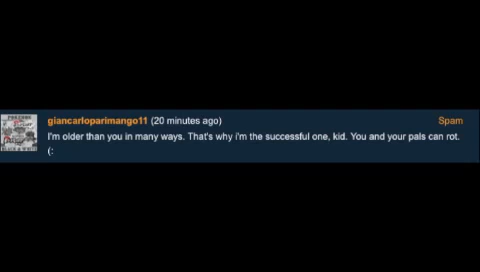 giancarloparimango11 (20 minutes ago) Spam
I'm older than you in many ways. That's why i'm the successful one, kid. You and your pals can rot.
(: